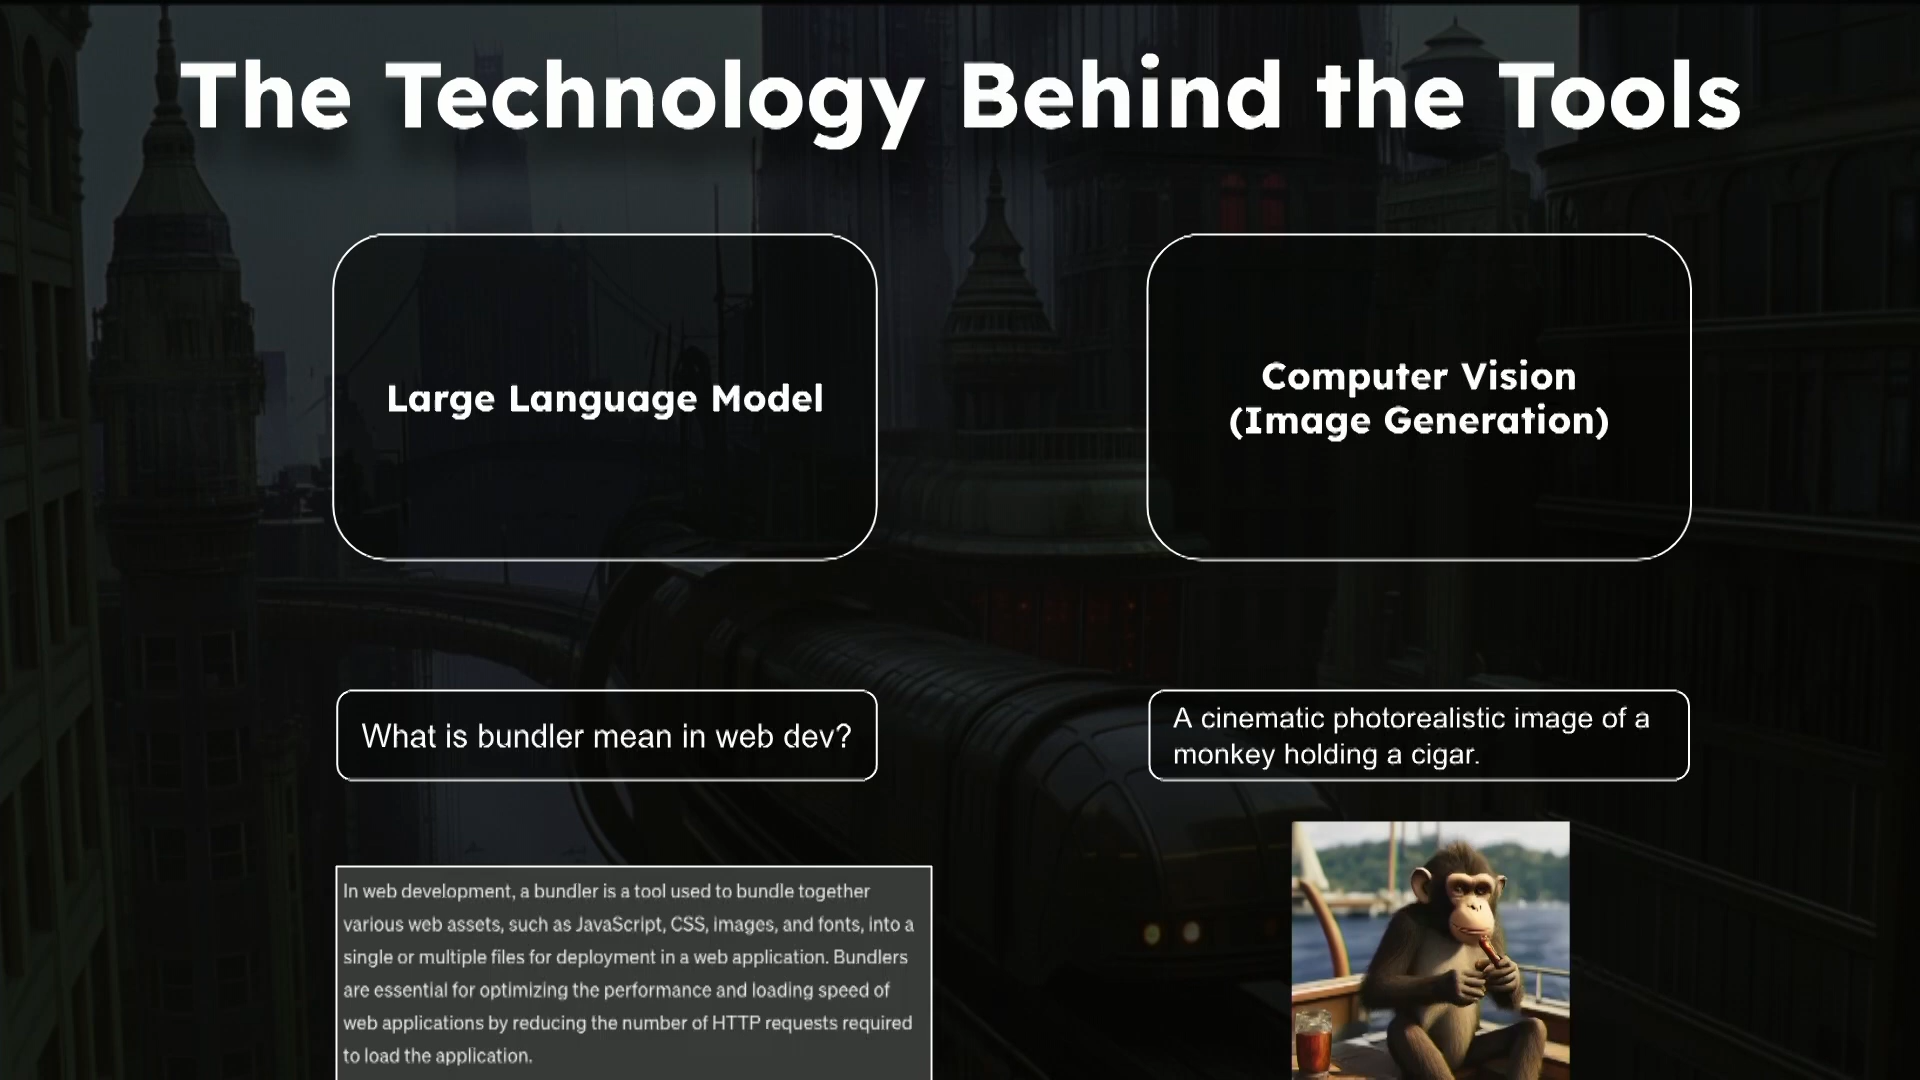 The Technology Behind the Tools
Large Language Model
Computer Vision
(Image Generation)
What is bundler mean in web dev?
A cinematic photorealistic image of a
monkey holding a cigar.
In web development, a bundler is a tool used to bundle together
various web assets, such as JavaScript, CSS, images, and fonts, into a
single or multiple files for deployment in a web application. Bundlers
are essential for optimizing the performance and loading speed of
web applications by reducing the number of HTTP requests required
to load the application.